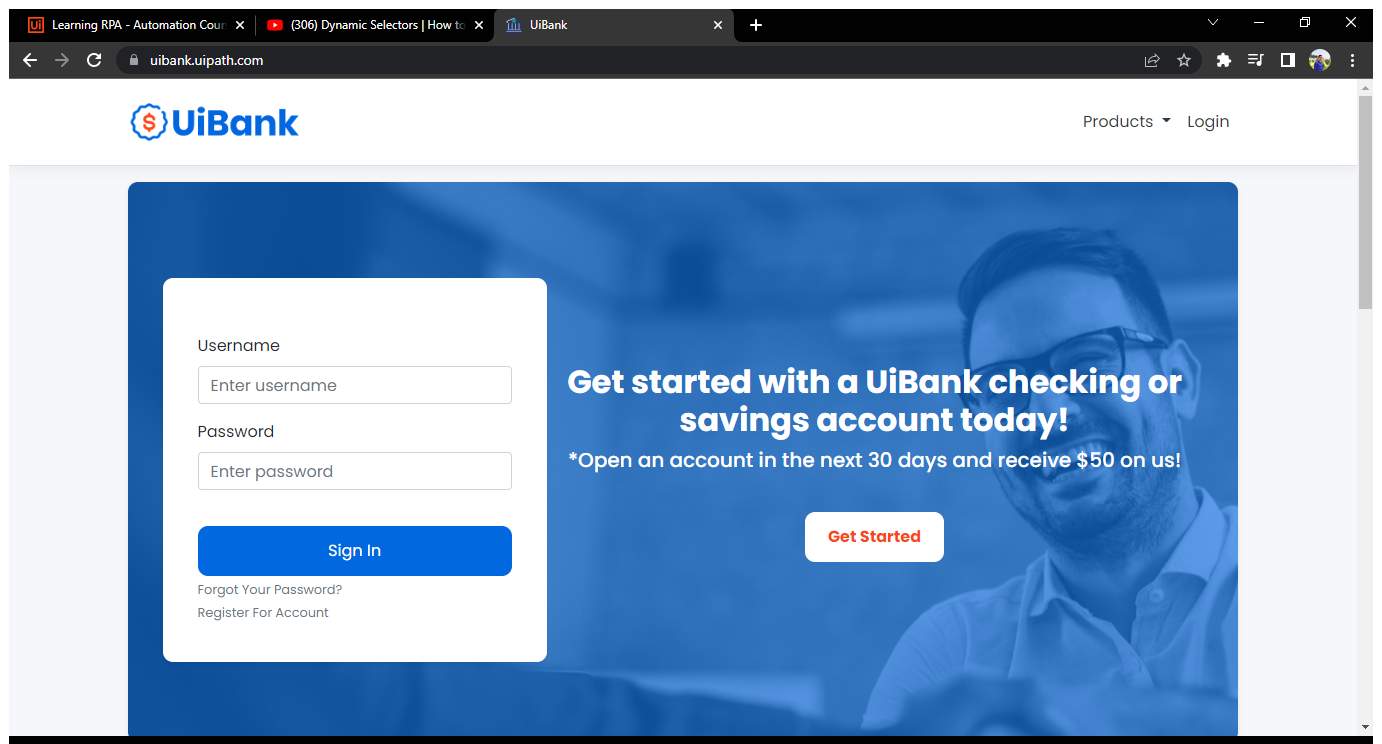 Learning RPA - Automation Cour
(306) Dynamic Selectors | How to
UiBank
uibank.uipath.com
UiBank
Products
Login
Username
Enter username
Password
Enter password
Sign In
Forgot Your Password?
Register For Account
Get started with a UiBank checking or
savings account today!
*Open an account in the next 30 days and receive $50 on us!
Get Started